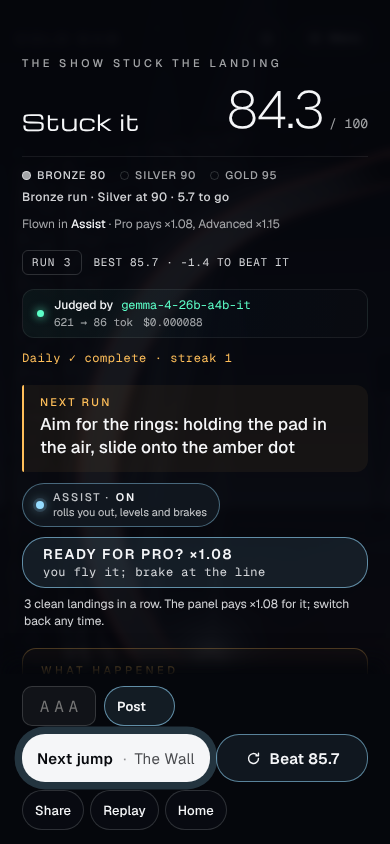 THE SHOW STUCK THE LANDING
Stuck it 84.3 / 100
BRONZE 80 SILVER 90 GOLD 95
Bronze run · Silver at 90 · 5.7 to go
Flown in Assist · Pro pays ×1.08, Advanced ×1.15
RUN 3 BEST 85.7 · -1.4 TO BEAT IT
Judged by gemma-4-26b-a4b-it
621 → 86 tok $0.000088
Daily ✓ complete · streak 1
NEXT RUN
Aim for the rings: holding the pad in
the air, slide onto the amber dot
ASSIST · ON
rolls you out, levels and brakes
READY FOR PRO? ×1.08
you fly it; brake at the line
3 clean landings in a row. The panel pays ×1.08 for it; switch
back any time.
WHAT HAPPENED
AAA Post
Next jump · The Wall Beat 85.7
Share Replay Home